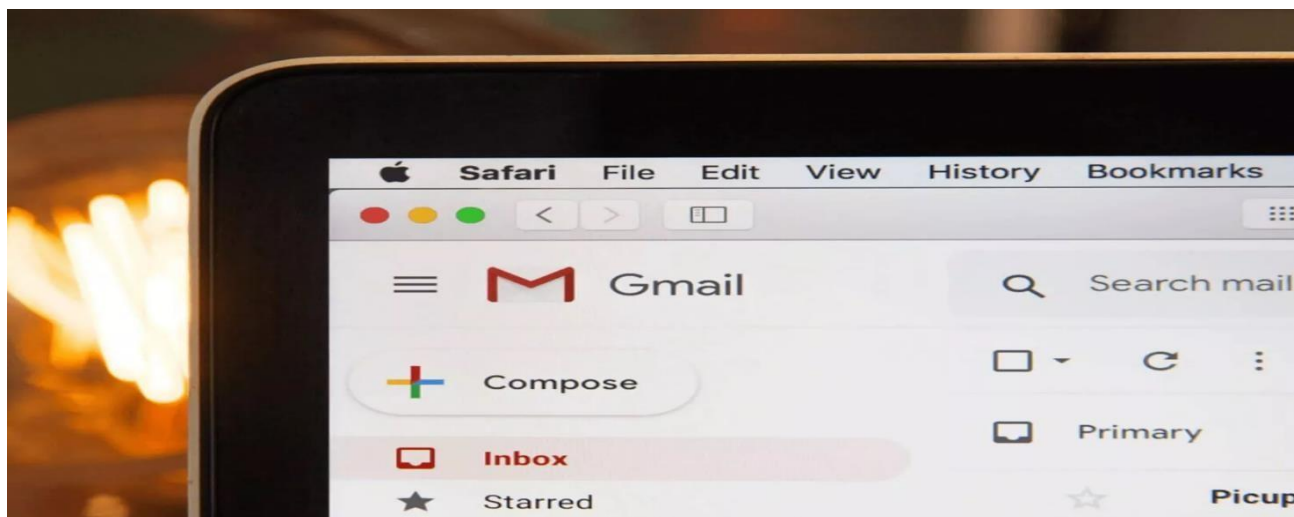 Safari File Edit View History Bookmarks
Gmail Search mail
Compose
Primary
Inbox
Starred Picup